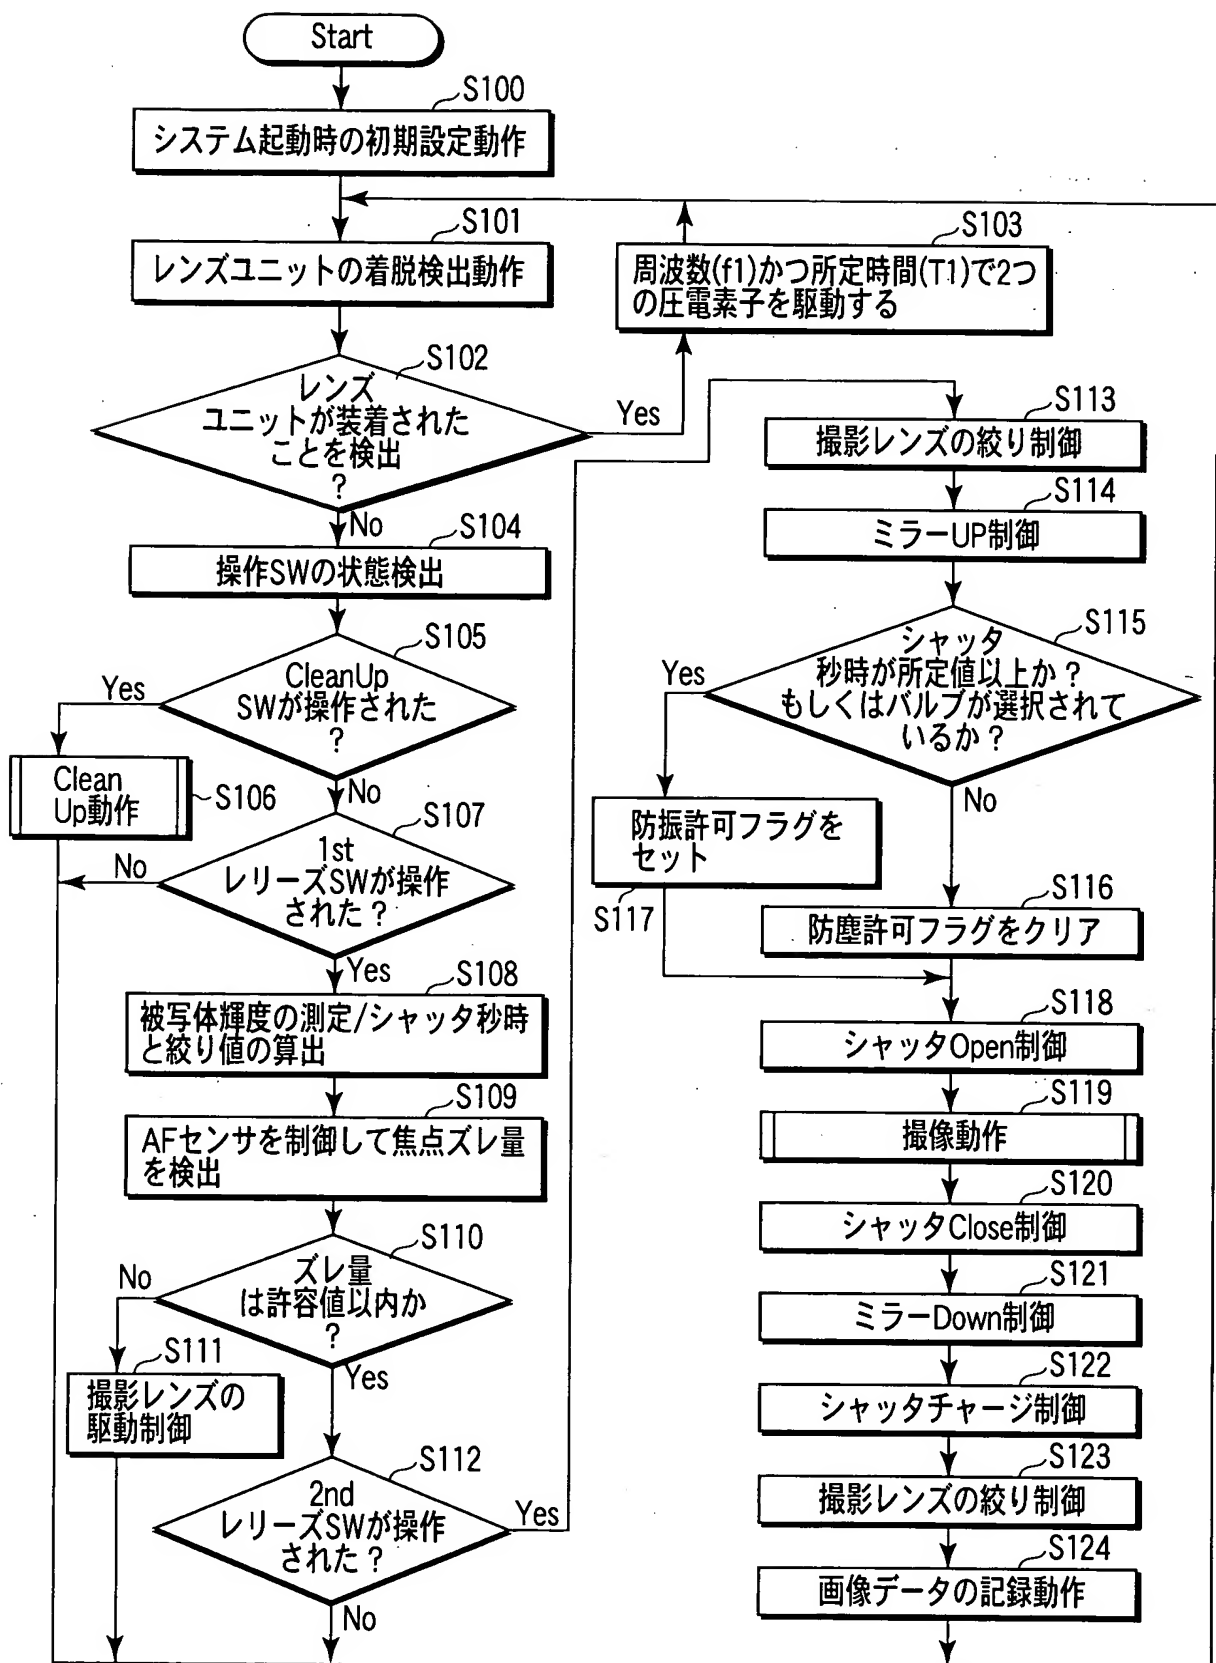 Start
S100
システム起動時の初期設定動作
S101
レンズユニットの着脱検出動作
S103
周波数(f1)かつ所定時間(T1)で2つ
の圧電素子を駆動する
S102
レンズ
ユニットが装着された
ことを検出
?
Yes
No
S104
操作SWの状態検出
S105
CleanUp
SWが操作された
?
Yes
No
Clean
Up動作
S106
S107
1st
レリーズSWが操作
された?
No
Yes
S108
被写体輝度の測定/シャッタ秒時
と絞り値の算出
S109
AFセンサを制御して焦点ズレ量
を検出
S110
ズレ量
は許容値以内か
?
No
Yes
S111
撮影レンズの
駆動制御
S112
2nd
レリーズSWが操作
された?
Yes
No
S113
撮影レンズの絞り制御
S114
ミラーUP制御
S115
シャッタ
秒時が所定値以上か?
もしくはバルブが選択されて
いるか?
Yes
No
防振許可フラグを
セット
S117
S116
防塵許可フラグをクリア
S118
シャッタOpen制御
S119
撮像動作
S120
シャッタClose制御
S121
ミラーDown制御
S122
シャッタチャージ制御
S123
撮影レンズの絞り制御
S124
画像データの記録動作